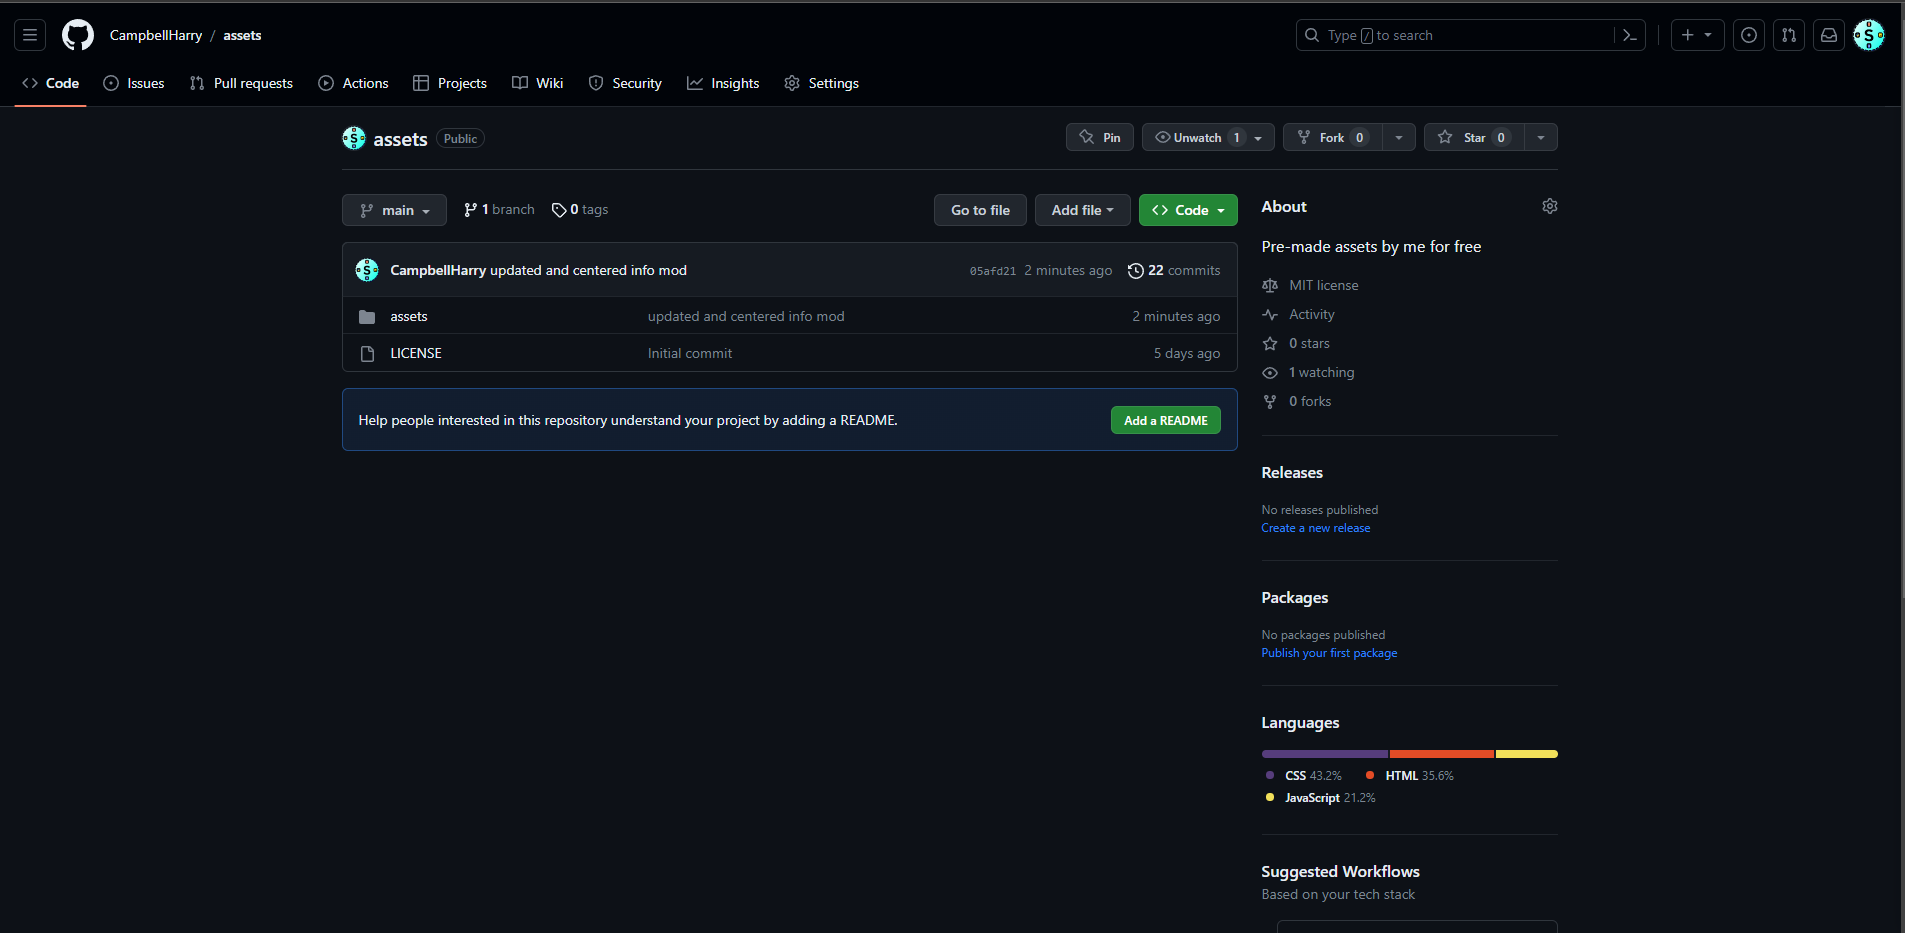 CampbellHarry / assets
Type / to search
Code Issues Pull requests Actions Projects Wiki Security Insights Settings
assets Public
Pin Unwatch 1 Fork 0 Star 0
main 1 branch 0 tags
Go to file Add file Code
CampbellHarry updated and centered info mod 05afd21 2 minutes ago 22 commits
assets updated and centered info mod 2 minutes ago
LICENSE Initial commit 5 days ago
Help people interested in this repository understand your project by adding a README. Add a README
About
Pre-made assets by me for free
MIT license
Activity
0 stars
1 watching
0 forks
Releases
No releases published
Create a new release
Packages
No packages published
Publish your first package
Languages
CSS 43.2% HTML 35.6%
JavaScript 21.2%
Suggested Workflows
Based on your tech stack